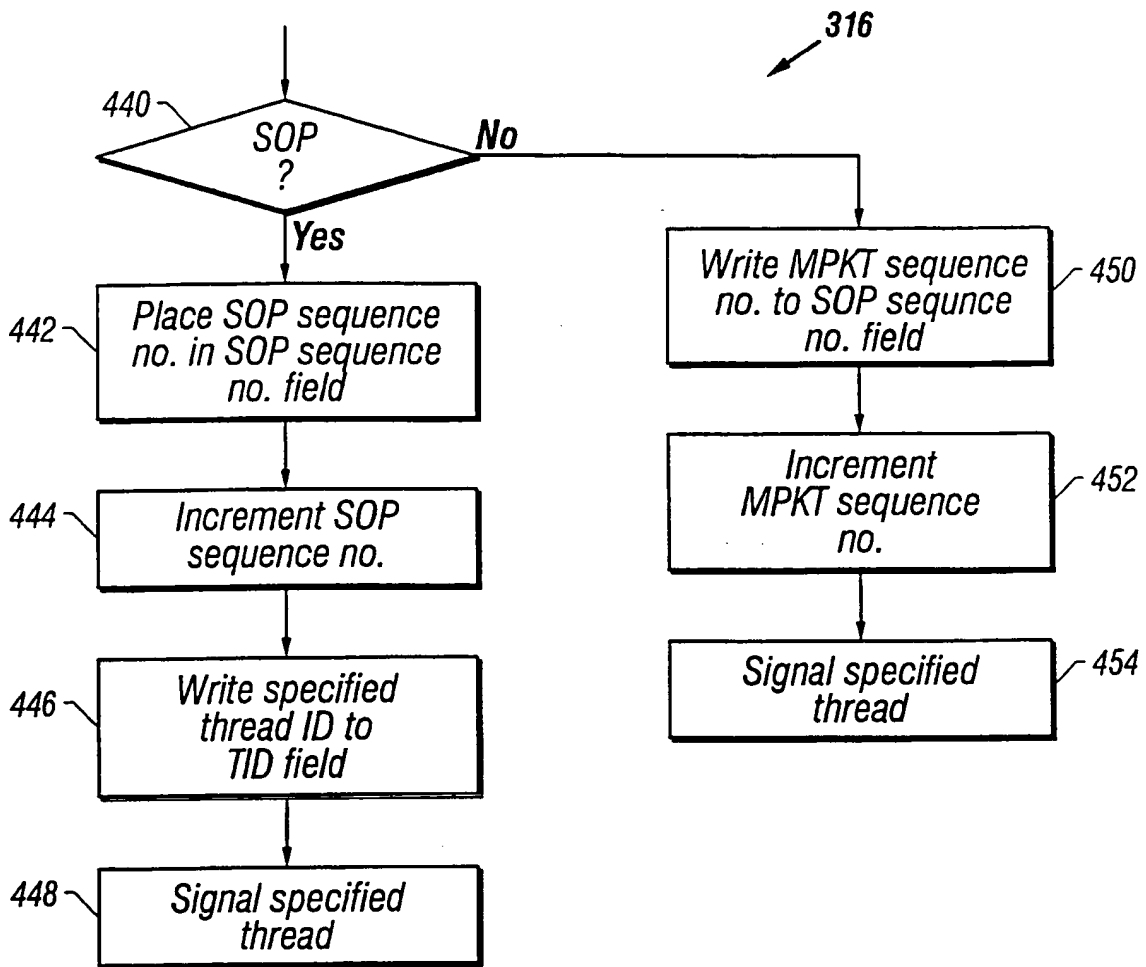 316
440
SOP
?
No
Yes
442
Place SOP sequence
no. in SOP sequence
no. field
444
Increment SOP
sequence no.
446
Write specified
thread ID to
TID field
448
Signal specified
thread
Write MPKT sequence
no. to SOP sequnce
no. field
450
Increment
MPKT sequence
no.
452
Signal specified
thread
454